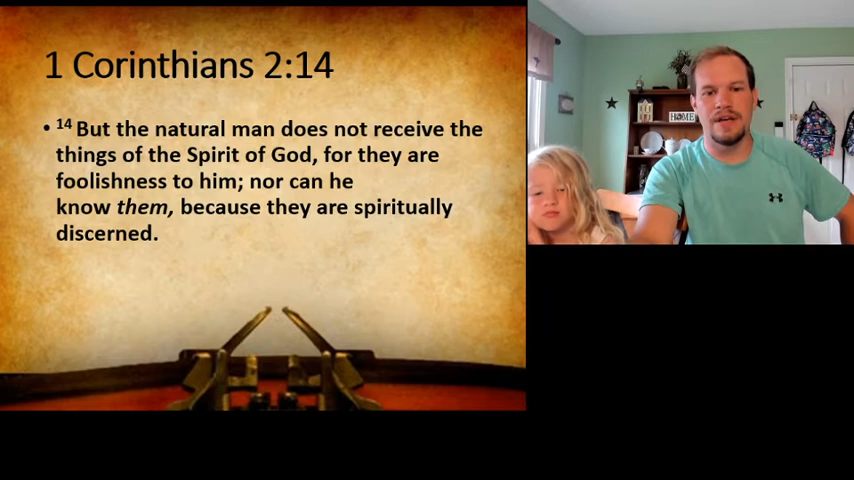 1 Corinthians 2:14
• 14 But the natural man does not receive the
things of the Spirit of God, for they are
foolishness to him; nor can he
know them, because they are spiritually
discerned.
HOME